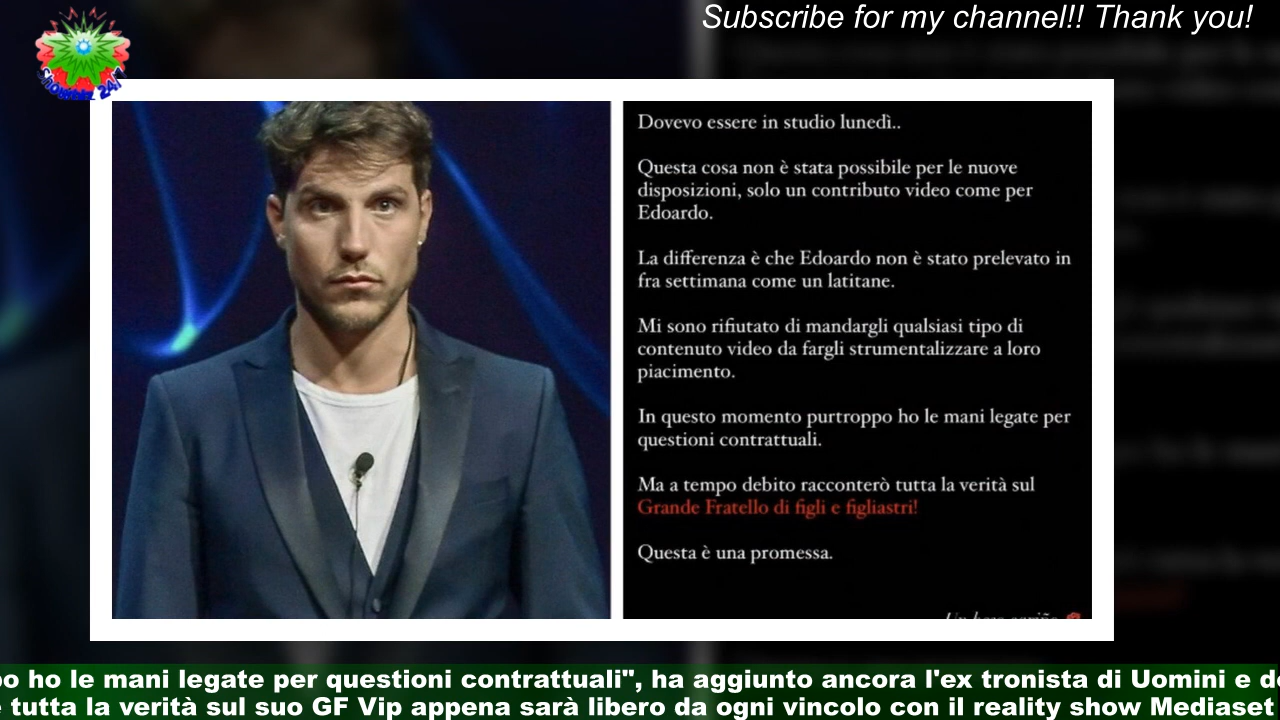 Subscribe for my channel!! Thank you!
Showbiz 24/7
Dovevo essere in studio lunedì..
Questa cosa non è stata possibile per le nuove
disposizioni, solo un contributo video come per
Edoardo.
La differenza è che Edoardo non è stato prelevato in
fra settimana come un latitane.
Mi sono rifiutato di mandargli qualsiasi tipo di
contenuto video da fargli strumentalizzare a loro
piacimento.
In questo momento purtroppo ho le mani legate per
questioni contrattuali.
Ma a tempo debito racconterò tutta la verità sul
Grande Fratello di figli e figliastri!
Questa è una promessa.
ho le mani legate per questioni contrattuali", ha aggiunto ancora l'ex tronista di Uomini e
tutta la verità sul suo GF Vip appena sarà libero da ogni vincolo con il reality show Mediaset